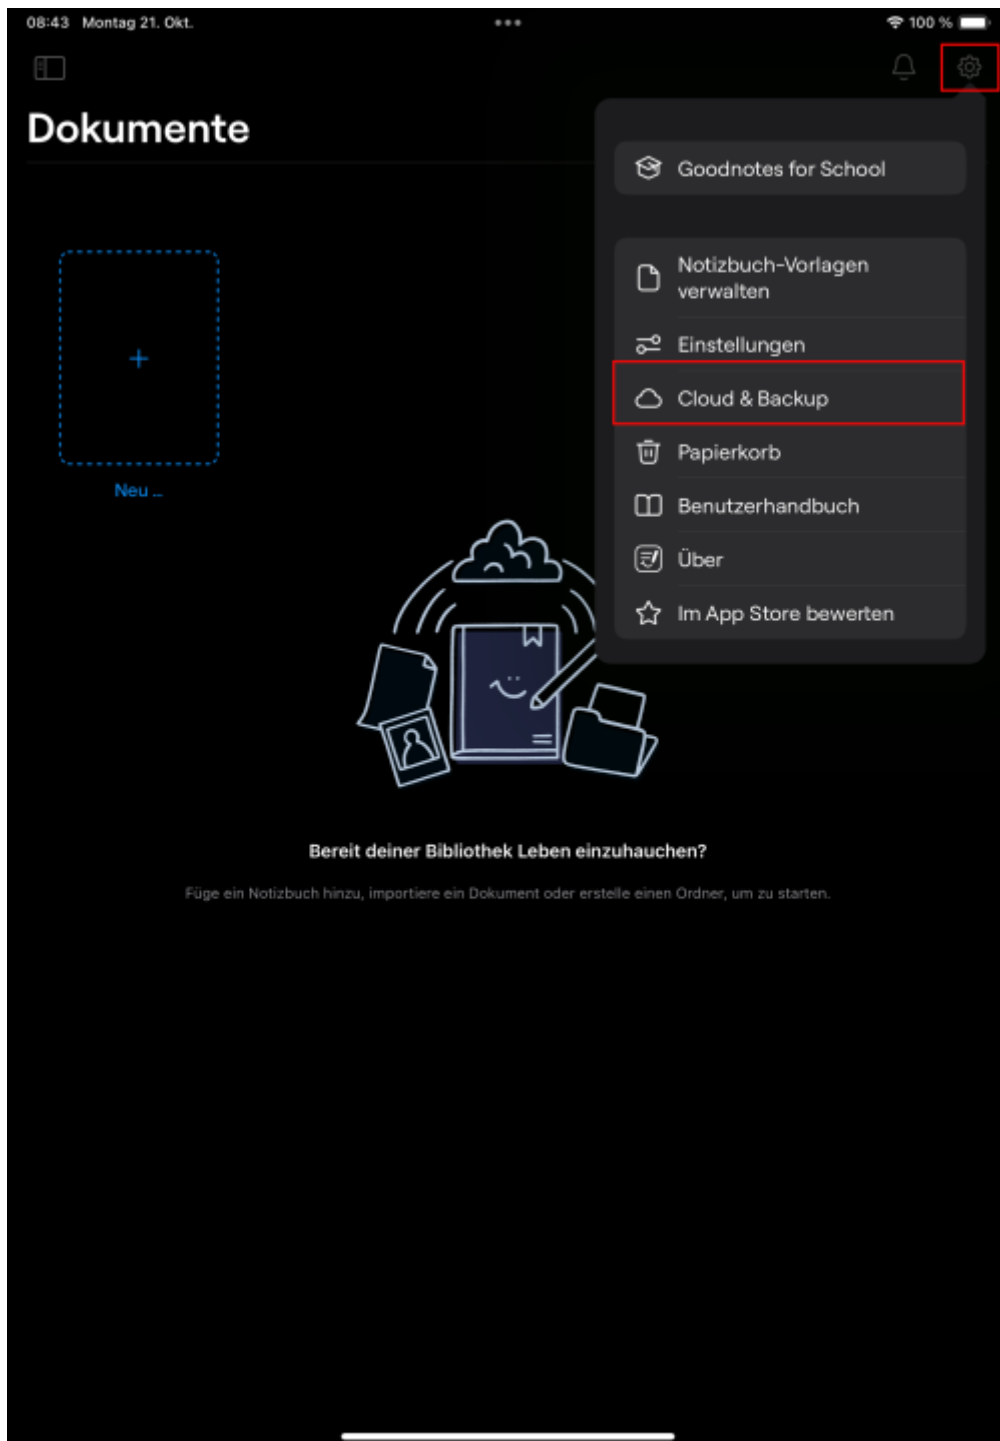 08:43 Montag 21. Okt.
100 %
Dokumente
Goodnotes for School
Notizbuch-Vorlagen
verwalten
Einstellungen
Cloud & Backup
Papierkorb
Benutzerhandbuch
Über
Im App Store bewerten
Neu ...
Bereit deiner Bibliothek Leben einzuhauchen?
Füge ein Notizbuch hinzu, importiere ein Dokument oder erstelle einen Ordner, um zu starten.